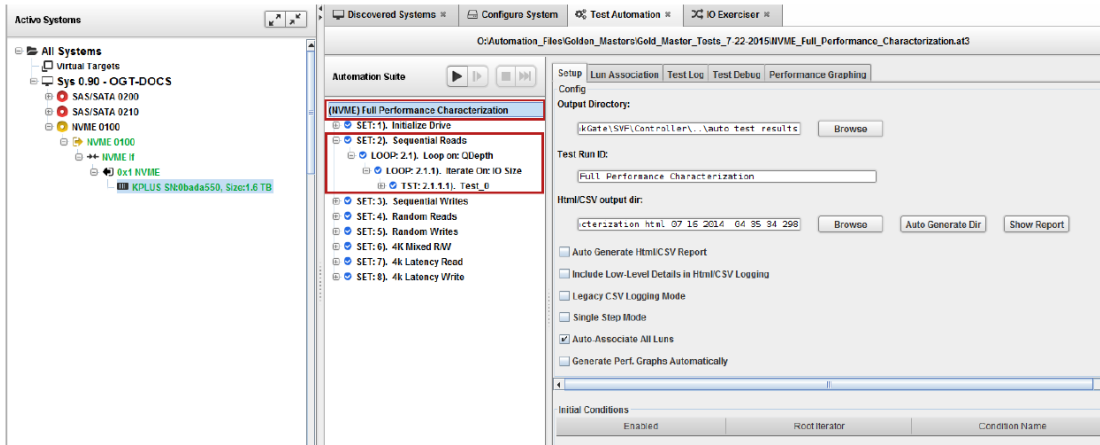 Active Systems
All Systems
Virtual Targets
Sys 0.90 - OGT-DOCS
SAS/SATA 0200
SAS/SATA 0210
NVME 0100
NVME 0100
NVME If
0x1 NVME
KPLUS SN:0bada550, Size:1.6 TB
Discovered Systems
Configure System
Test Automation
IO Exerciser
O:\Automation_Files\Golden_Masters\Gold_Master_Tests_7-22-2015\NVME_Full_Performance_Characterization.at3
Automation Suite
(NVME) Full Performance Characterization
SET: 1). Initialize Drive
SET: 2). Sequential Reads
LOOP: 2.1). Loop on: QDepth
LOOP: 2.1.1). Iterate On: IO Size
TST: 2.1.1.1). Test_0
SET: 3). Sequential Writes
SET: 4). Random Reads
SET: 5). Random Writes
SET: 6). 4K Mixed R/W
SET: 7). 4k Latency Read
SET: 8). 4k Latency Write
Setup Lun Association Test Log Test Debug Performance Graphing
Config
Output Directory:
kGate\SVF\Controller\..\auto test results Browse
Test Run ID:
Full Performance Characterization
Html/CSV output dir:
cterization html 07 16 2014 04 35 34 298 Browse Auto Generate Dir Show Report
Auto Generate Html/CSV Report
Include Low-Level Details in Html/CSV Logging
Legacy CSV Logging Mode
Single Step Mode
Auto-Associate All Luns
Generate Perf. Graphs Automatically
Initial Conditions
Enabled Root Iterator Condition Name